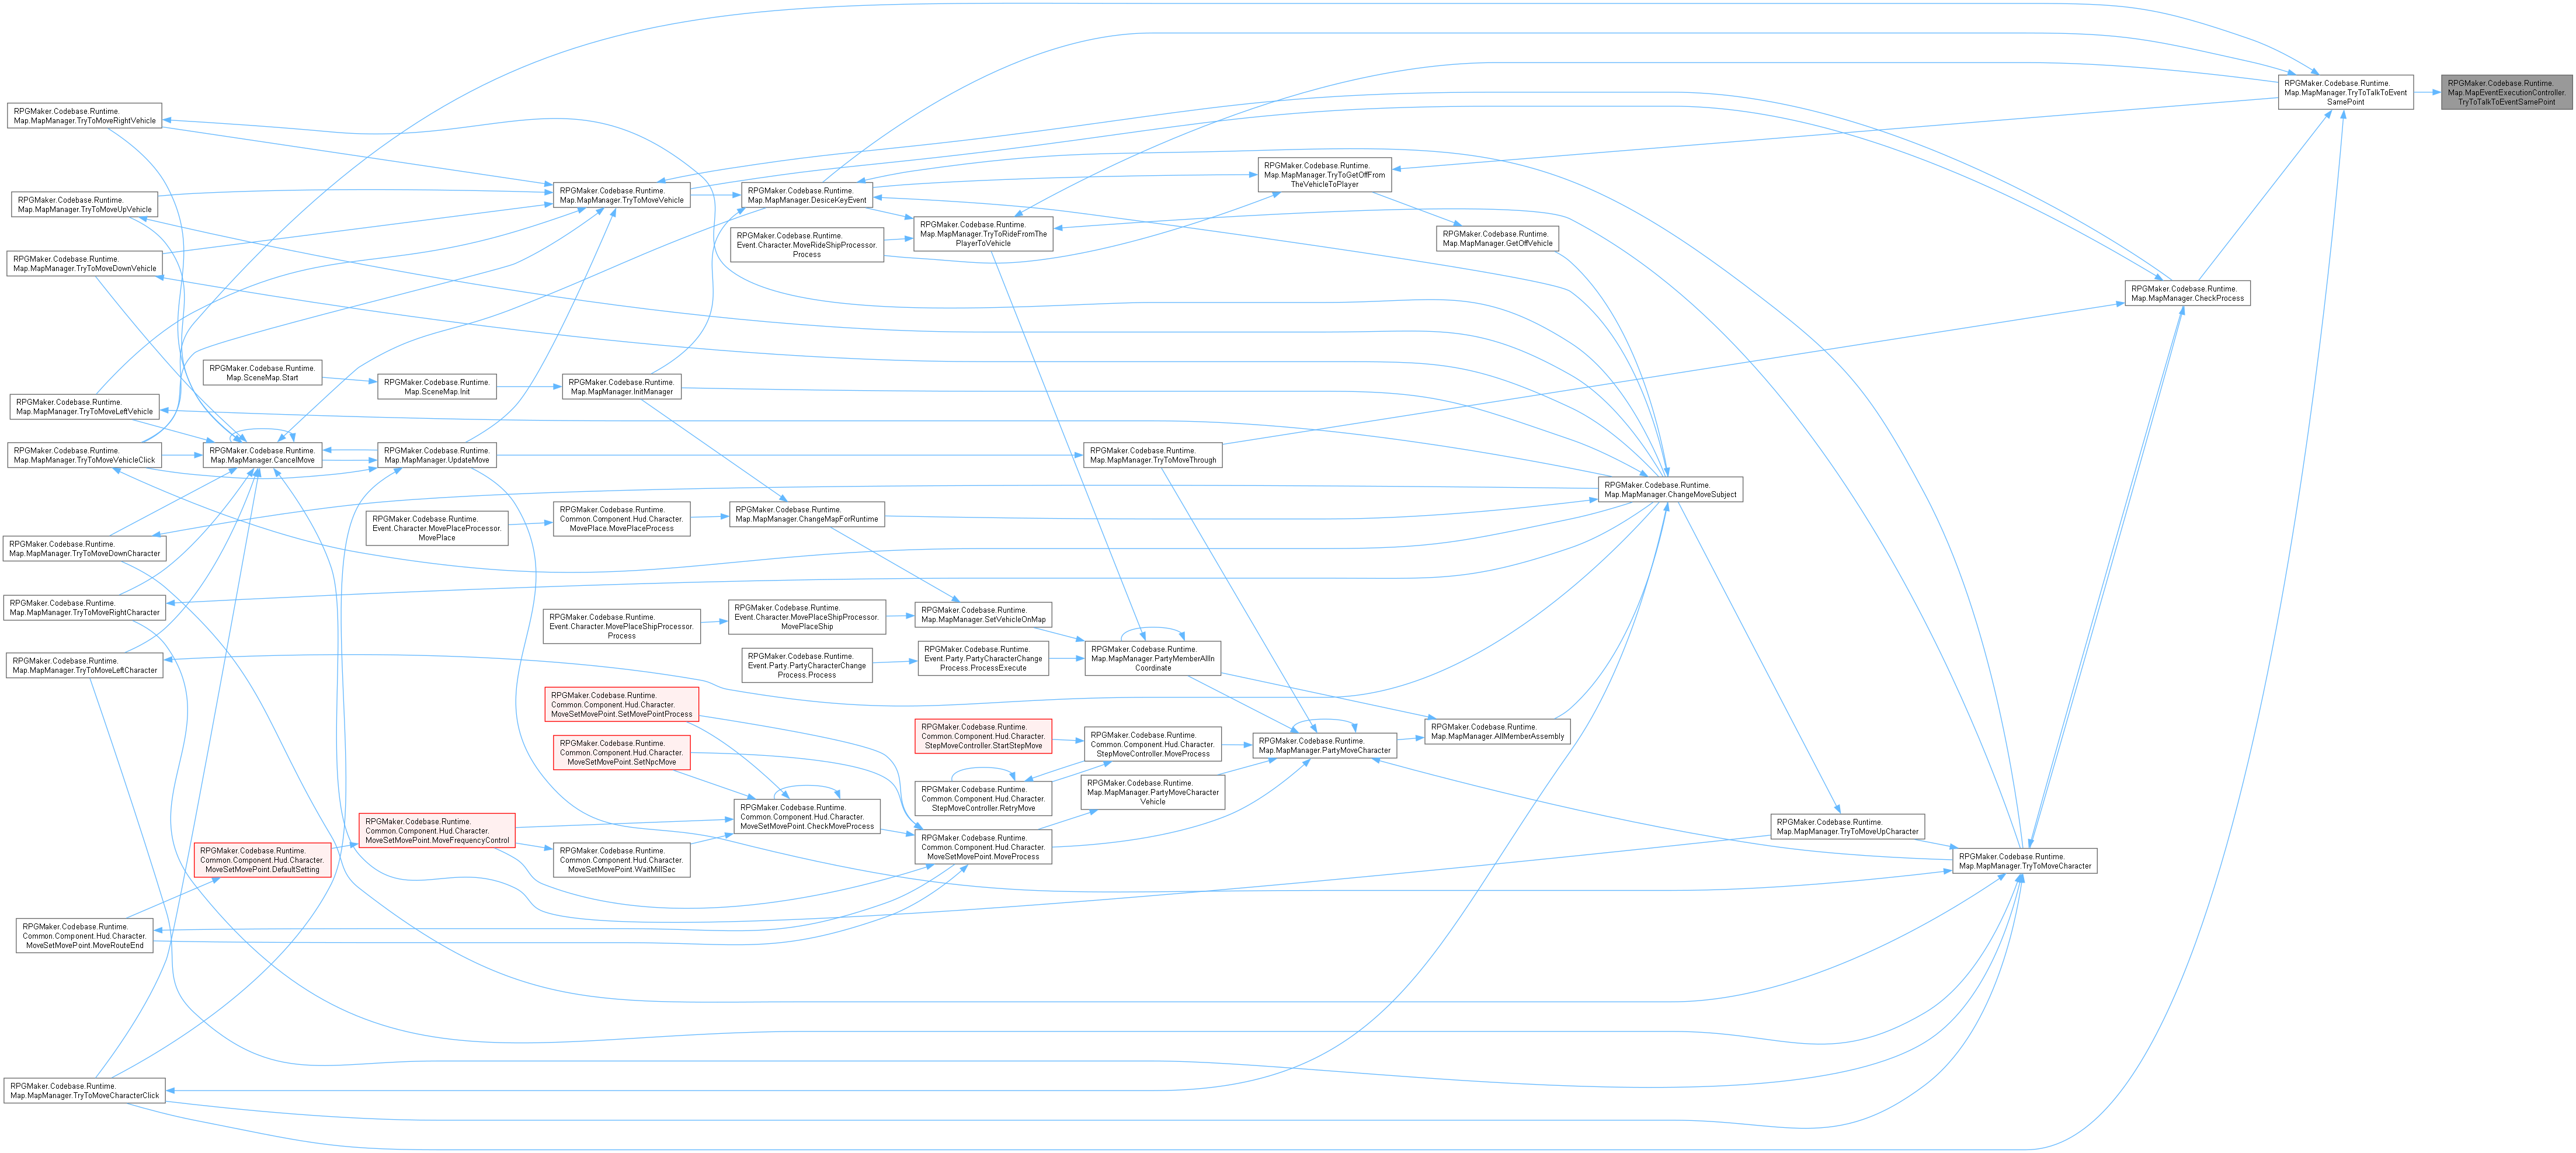 RPGMaker.Codebase.Runtime.
Map.MapManager.TryToTalkToEvent
SamePoint
RPGMaker.Codebase.Runtime.
Map.MapEventExecutionController.
TryToTalkToEventSamePoint
RPGMaker.Codebase.Runtime.
Map.MapManager.TryToMoveRightVehicle
RPGMaker.Codebase.Runtime.
Map.MapManager.TryToGetOffFrom
TheVehicleToPlayer
RPGMaker.Codebase.Runtime.
Map.MapManager.TryToMoveUpVehicle
RPGMaker.Codebase.Runtime.
Map.MapManager.TryToMoveVehicle
RPGMaker.Codebase.Runtime.
Map.MapManager.DesiceKeyEvent
RPGMaker.Codebase.Runtime.
Map.MapManager.TryToRideFromThe
PlayerToVehicle
RPGMaker.Codebase.Runtime.
Event.Character.MoveRideShipProcessor.
Process
RPGMaker.Codebase.Runtime.
Map.MapManager.GetOffVehicle
RPGMaker.Codebase.Runtime.
Map.MapManager.TryToMoveDownVehicle
RPGMaker.Codebase.Runtime.
Map.MapManager.CheckProcess
RPGMaker.Codebase.Runtime.
Map.SceneMap.Start
RPGMaker.Codebase.Runtime.
Map.SceneMap.Init
RPGMaker.Codebase.Runtime.
Map.MapManager.InitManager
RPGMaker.Codebase.Runtime.
Map.MapManager.TryToMoveLeftVehicle
RPGMaker.Codebase.Runtime.
Map.MapManager.TryToMoveVehicleClick
RPGMaker.Codebase.Runtime.
Map.MapManager.CancelMove
RPGMaker.Codebase.Runtime.
Map.MapManager.UpdateMove
RPGMaker.Codebase.Runtime.
Map.MapManager.TryToMoveThrough
RPGMaker.Codebase.Runtime.
Map.MapManager.ChangeMoveSubject
RPGMaker.Codebase.Runtime.
Event.Character.MovePlaceProcessor.
MovePlace
RPGMaker.Codebase.Runtime.
Common.Component.Hud.Character.
MovePlace.MovePlaceProcess
RPGMaker.Codebase.Runtime.
Map.MapManager.ChangeMapForRuntime
RPGMaker.Codebase.Runtime.
Map.MapManager.TryToMoveDownCharacter
RPGMaker.Codebase.Runtime.
Map.MapManager.TryToMoveRightCharacter
RPGMaker.Codebase.Runtime.
Event.Character.MovePlaceShipProcessor.
Process
RPGMaker.Codebase.Runtime.
Event.Character.MovePlaceShipProcessor.
MovePlaceShip
RPGMaker.Codebase.Runtime.
Map.MapManager.SetVehicleOnMap
RPGMaker.Codebase.Runtime.
Map.MapManager.TryToMoveLeftCharacter
RPGMaker.Codebase.Runtime.
Event.Party.PartyCharacterChange
Process.Process
RPGMaker.Codebase.Runtime.
Event.Party.PartyCharacterChange
Process.ProcessExecute
RPGMaker.Codebase.Runtime.
Map.MapManager.PartyMemberAllIn
Coordinate
RPGMaker.Codebase.Runtime.
Common.Component.Hud.Character.
MoveSetMovePoint.SetMovePointProcess
RPGMaker.Codebase.Runtime.
Common.Component.Hud.Character.
MoveSetMovePoint.SetNpcMove
RPGMaker.Codebase.Runtime.
Common.Component.Hud.Character.
StepMoveController.StartStepMove
RPGMaker.Codebase.Runtime.
Common.Component.Hud.Character.
StepMoveController.MoveProcess
RPGMaker.Codebase.Runtime.
Map.MapManager.PartyMoveCharacter
RPGMaker.Codebase.Runtime.
Map.MapManager.AllMemberAssembly
RPGMaker.Codebase.Runtime.
Common.Component.Hud.Character.
StepMoveController.RetryMove
RPGMaker.Codebase.Runtime.
Map.MapManager.PartyMoveCharacter
Vehicle
RPGMaker.Codebase.Runtime.
Common.Component.Hud.Character.
MoveSetMovePoint.CheckMoveProcess
RPGMaker.Codebase.Runtime.
Common.Component.Hud.Character.
MoveSetMovePoint.MoveFrequencyControl
RPGMaker.Codebase.Runtime.
Map.MapManager.TryToMoveUpCharacter
RPGMaker.Codebase.Runtime.
Common.Component.Hud.Character.
MoveSetMovePoint.DefaultSetting
RPGMaker.Codebase.Runtime.
Common.Component.Hud.Character.
MoveSetMovePoint.WaitMillSec
RPGMaker.Codebase.Runtime.
Common.Component.Hud.Character.
MoveSetMovePoint.MoveProcess
RPGMaker.Codebase.Runtime.
Map.MapManager.TryToMoveCharacter
RPGMaker.Codebase.Runtime.
Common.Component.Hud.Character.
MoveSetMovePoint.MoveRouteEnd
RPGMaker.Codebase.Runtime.
Map.MapManager.TryToMoveCharacterClick